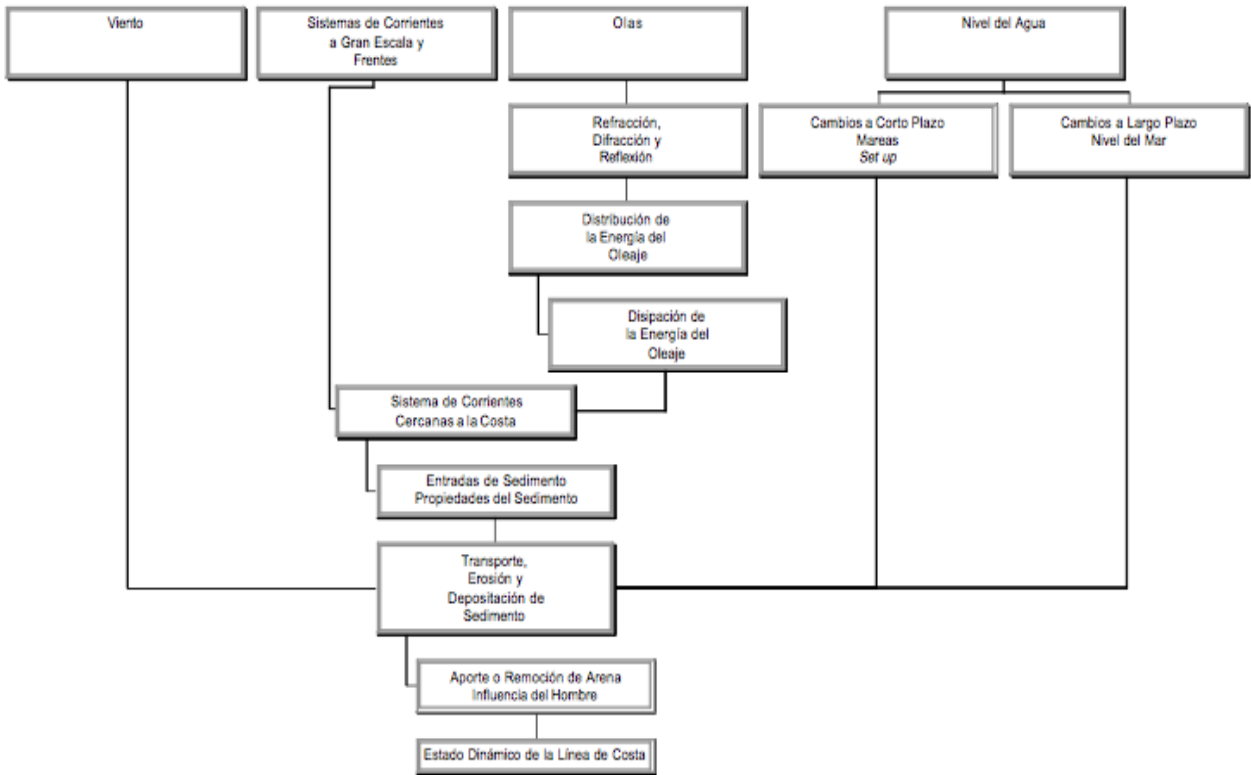 Viento
Sistemas de Corrientes
a Gran Escala y
Frentes
Olas
Nivel del Agua
Refracción,
Difracción y
Reflexión
Cambios a Corto Plazo
Mareas
Set up
Cambios a Largo Plazo
Nivel del Mar
Distribución de
la Energía del
Oleaje
Disipación de
la Energía del
Oleaje
Sistema de Corrientes
Cercanas a la Costa
Entradas de Sedimento
Propiedades del Sedimento
Transporte,
Erosión y
Depositación de
Sedimento
Aporte o Remoción de Arena
Influencia del Hombre
Estado Dinámico de la Línea de Costa